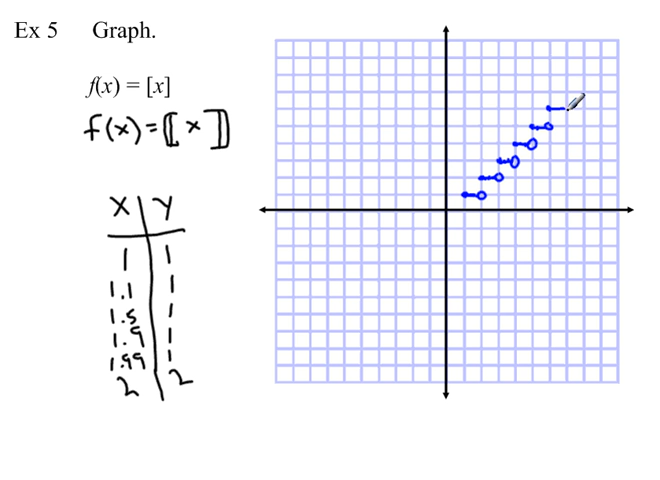 Ex 5 Graph.
f(x) = [x]
f(x)=⟦x⟧
X Y
1 1
1.1 1
1.5 1
1.9 1
1.99 1
2 2